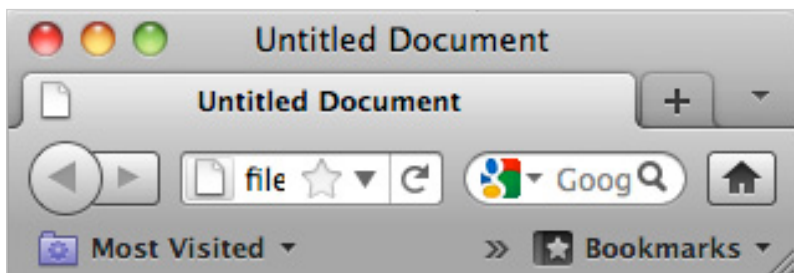 Untitled Document
Untitled Document
file Goog
Most Visited » Bookmarks